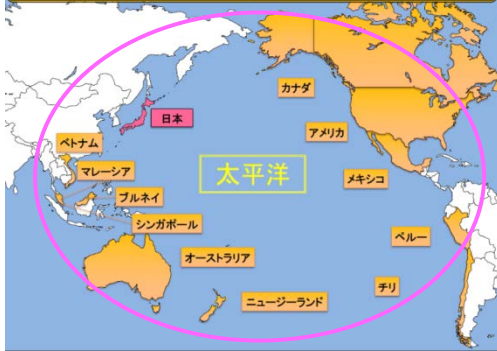 カナダ
日本
アメリカ
ベトナム
マレーシア
太平洋
メキシコ
ブルネイ
シンガポール
ペルー
オーストラリア
チリ
ニュージーランド